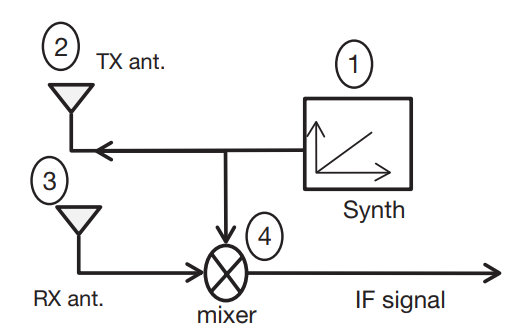 2
TX ant.
1
3
Synth
4
RX ant.
IF signal
mixer